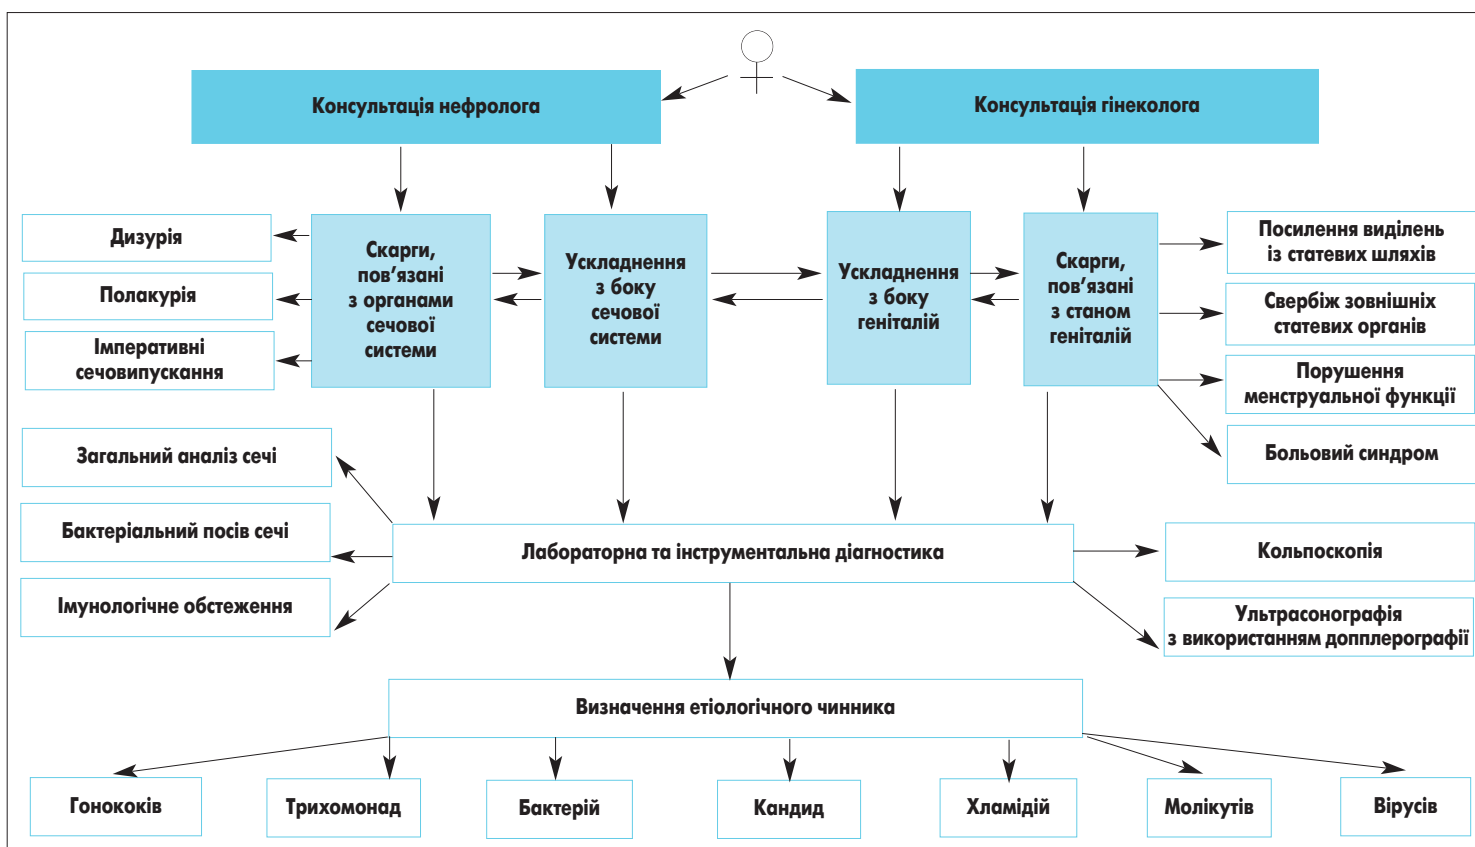 Консультація нефролога
Консультація гінеколога
Дизурія
Полакурія
Імперативні
сечовипускання
Скарги,
пов’язані
з органами
сечової
системи
Ускладнення
з боку
сечової
системи
Ускладнення
з боку
геніталій
Скарги,
пов’язані
з станом
геніталій
Посилення виділень
із статевих шляхів
Свербіж зовнішніх
статевих органів
Порушення
менструальної функції
Больовий синдром
Загальний аналіз сечі
Бактеріальний посів сечі
Імунологічне обстеження
Лабораторна та інструментальна діагностика
Кольпоскопія
Ультрасонографія
з використанням допплерографії
Визначення етіологічного чинника
Гонококів
Трихомонад
Бактерій
Кандид
Хламідій
Молікутів
Вірусів